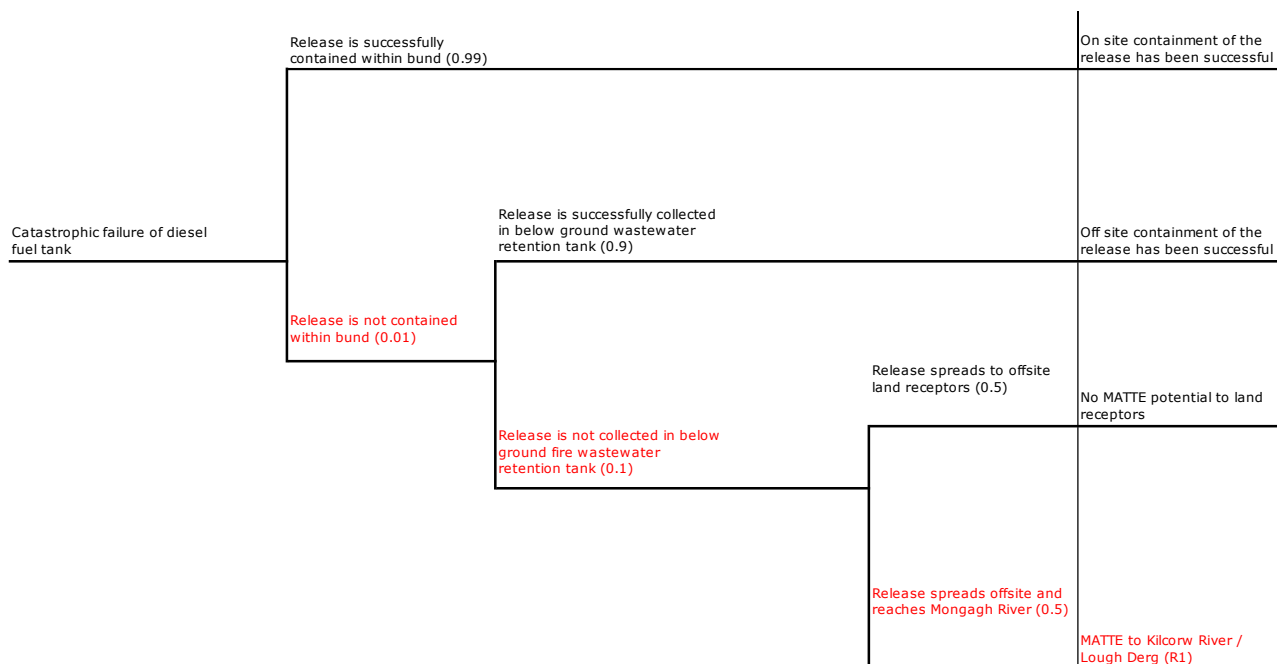 Release is successfully
contained within bund (0.99)
On site containment of the
release has been successful
Catastrophic failure of diesel
fuel tank
Release is successfully collected
in below ground wastewater
retention tank (0.9)
Off site containment of the
release has been successful
Release is not contained
within bund (0.01)
Release spreads to offsite
land receptors (0.5)
No MATTE potential to land
receptors
Release is not collected in below
ground fire wastewater
retention tank (0.1)
Release spreads offsite and
reaches Mongagh River (0.5)
MATTE to Kilcorw River /
Lough Derg (R1)